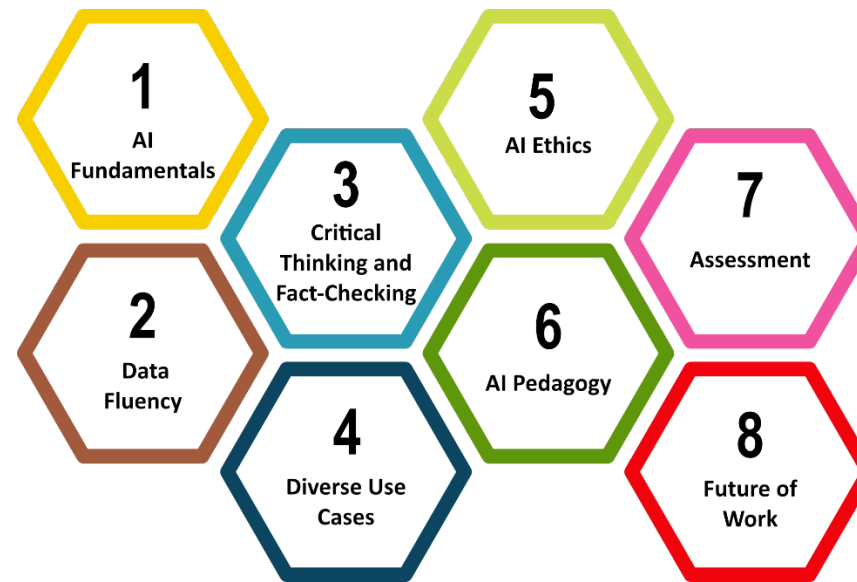 1
AI
Fundamentals
2
Data
Fluency
3
Critical
Thinking and
Fact-Checking
4
Diverse Use
Cases
5
AI Ethics
6
AI Pedagogy
7
Assessment
8
Future of
Work